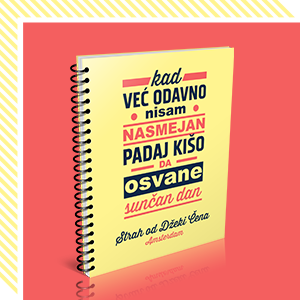 kad
VEĆ ODAVNO
nisam
NASMEJAN
PADAJ KIŠO
DA
osvane
sunčan dan
Strah od Džeki Čena
Amsterdam